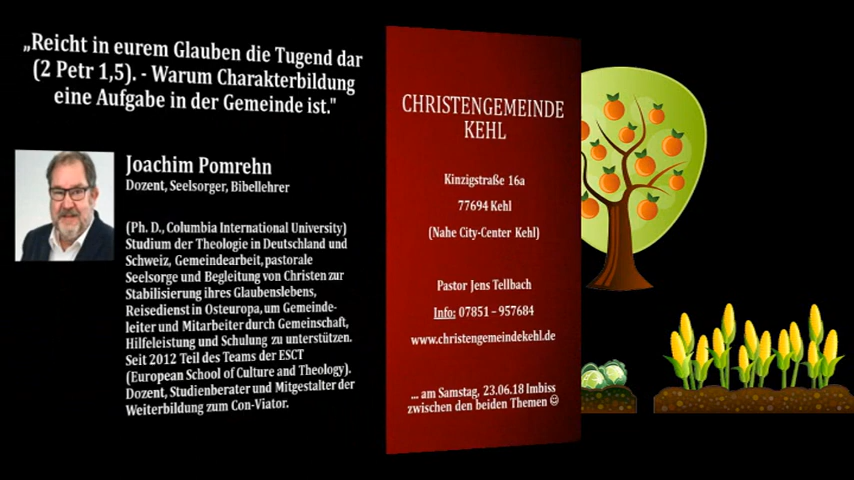 „Reicht in eurem Glauben die Tugend dar
(2 Petr 1,5). - Warum Charakterbildung
eine Aufgabe in der Gemeinde ist."
Joachim Pomrehn
Dozent, Seelsorger, Bibellehrer
(Ph. D., Columbia International University)
Studium der Theologie in Deutschland und
Schweiz, Gemeindearbeit, pastorale
Seelsorge und Begleitung von Christen zur
Stabilisierung ihres Glaubenslebens,
Reisedienst in Osteuropa, um Gemeinde-
leiter und Mitarbeiter durch Gemeinschaft,
Hilfeleistung und Schulung zu unterstützen.
Seit 2012 Teil des Teams der ESCT
(European School of Culture and Theology).
Dozent, Studienberater und Mitgestalter der
Weiterbildung zum Con-Viator.
CHRISTENGEMEINDE
KEHL
Kinzigstraße 16a
77694 Kehl
(Nahe City-Center Kehl)
Pastor Jens Tellbach
Info: 07851 – 957684
www.christengemeindekehl.de
... am Samstag, 23.06.18 Imbiss
zwischen den beiden Themen ☺